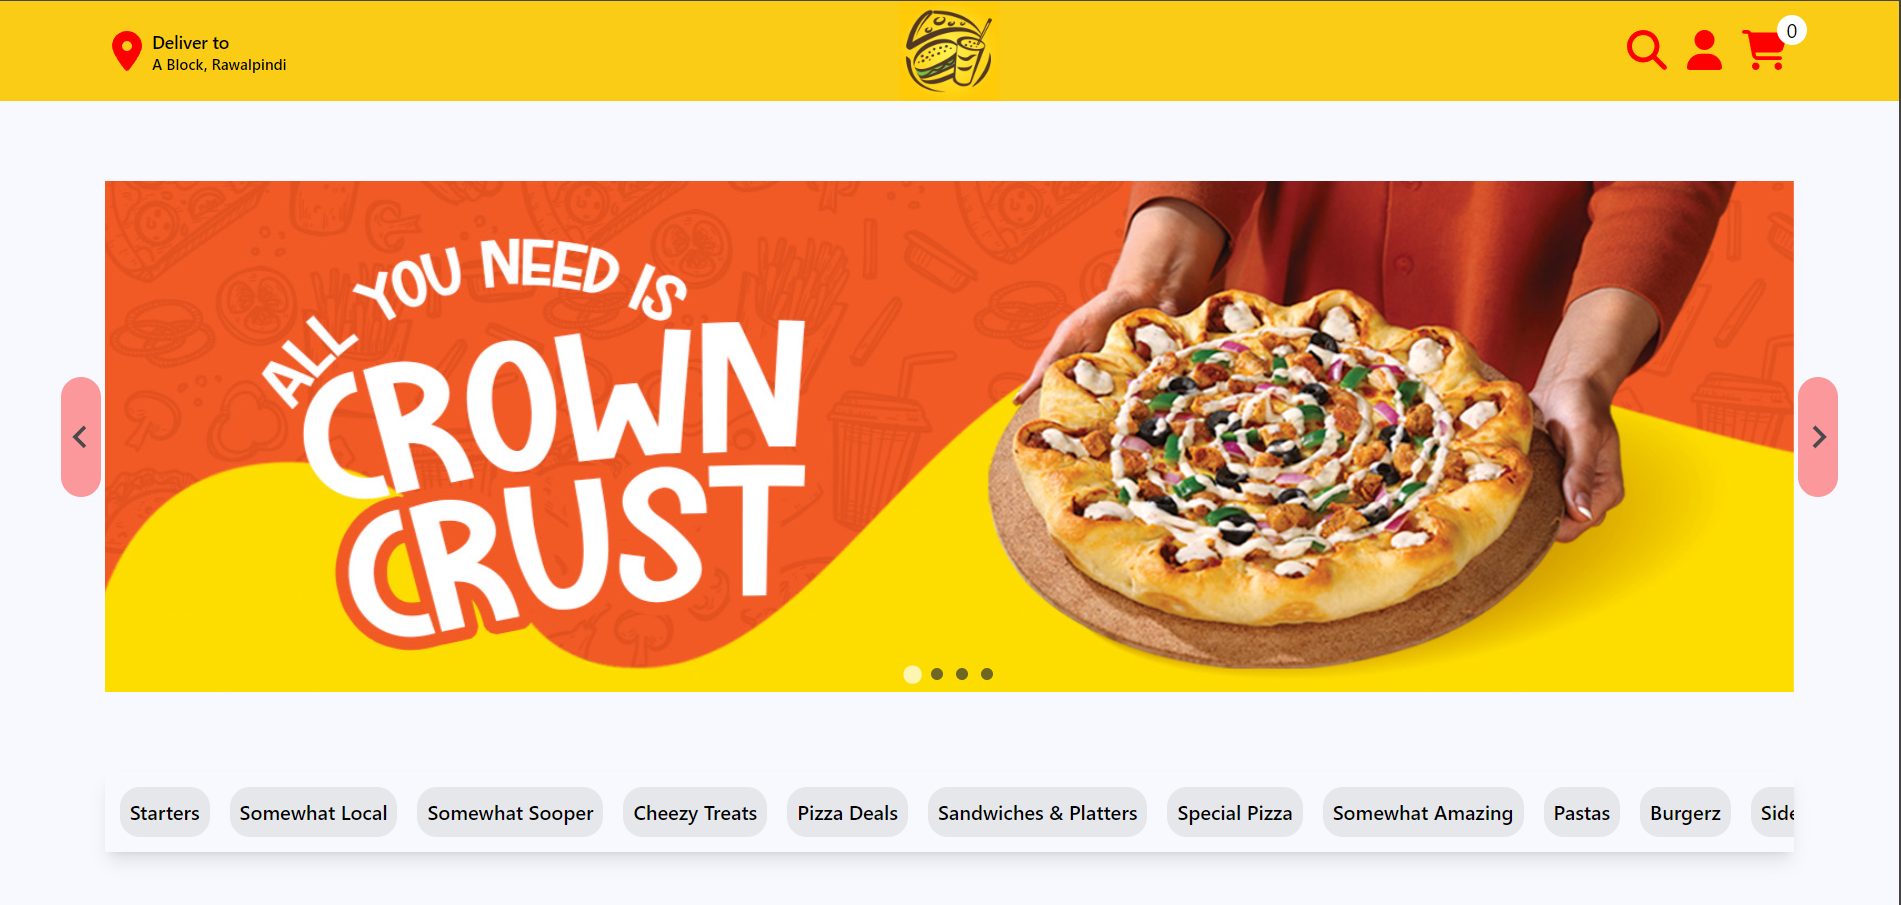 Deliver to
A Block, Rawalpindi
0
ALL YOU NEED IS
CROWN
CRUST
Starters
Somewhat Local
Somewhat Sooper
Cheezy Treats
Pizza Deals
Sandwiches & Platters
Special Pizza
Somewhat Amazing
Pastas
Burgerz
Side